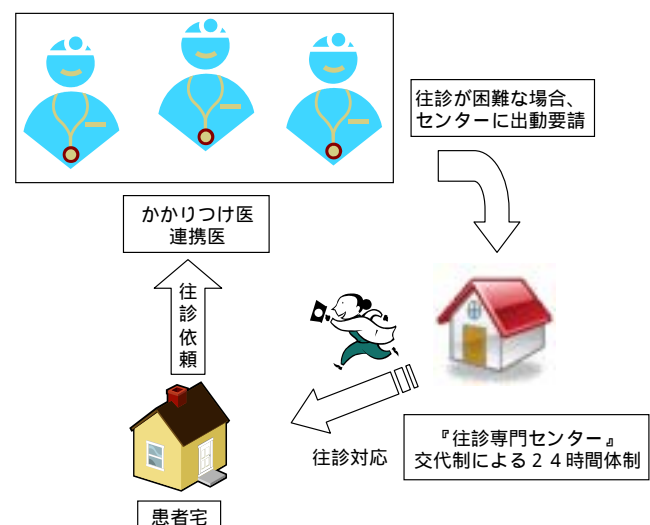 往診が困難な場合、
センターに出動要請
かかりつけ医
連携医
往診依頼
『往診専門センター』
交代制による２４時間体制
往診対応
患者宅